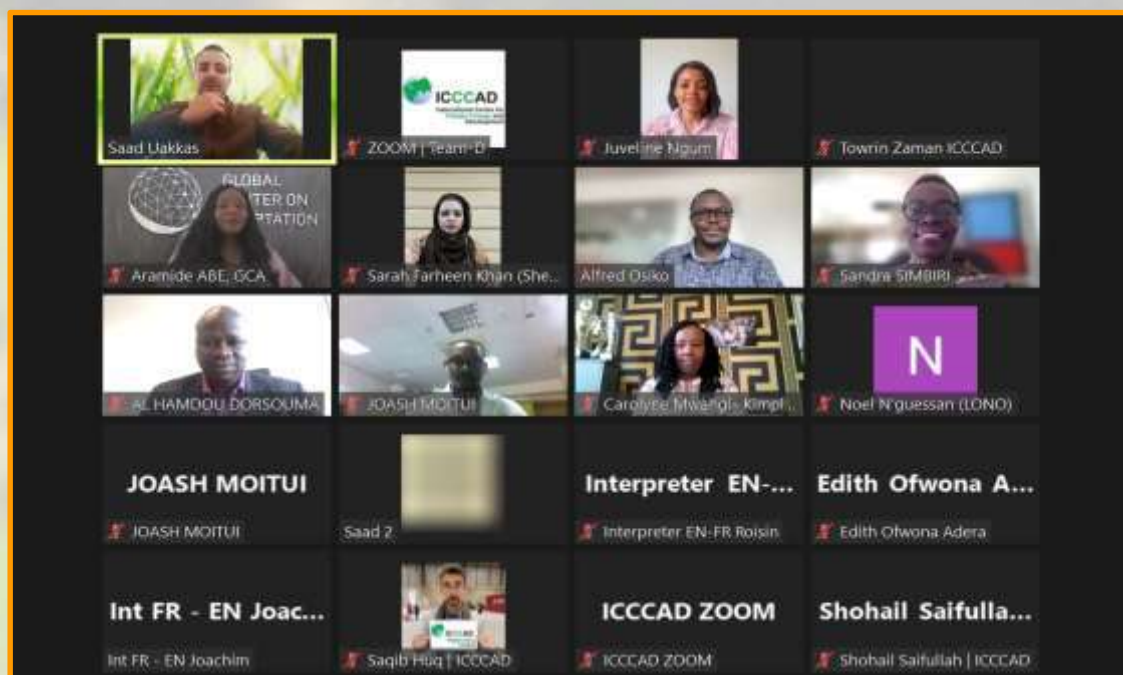 Saad Uakkas
ICCCAD
ZOOM | Team-D
Juveline Ngum
Towrin Zaman ICCCAD
GLOBAL
TER ON
PTATION
Aramide ABE, GCA
Sarah Farheen Khan (She...
Alfred Osiko
Sandra SIMBIRI
AL HAMDOU DORSOUMA
JOASH MOITUI
Carolyne Mwangi- Kimpl...
N
Noel N'guessan (LONO)
JOASH MOITUI
JOASH MOITUI
Saad 2
Interpreter EN-...
Interpreter EN-FR Roisin
Edith Ofwona A...
Edith Ofwona Adera
Int FR - EN Joac...
Int FR - EN Joachim
ICCCAD
Saqib Huq | ICCCAD
ICCCAD ZOOM
ICCCAD ZOOM
Shohail Saifulla...
Shohail Saifullah | ICCCAD